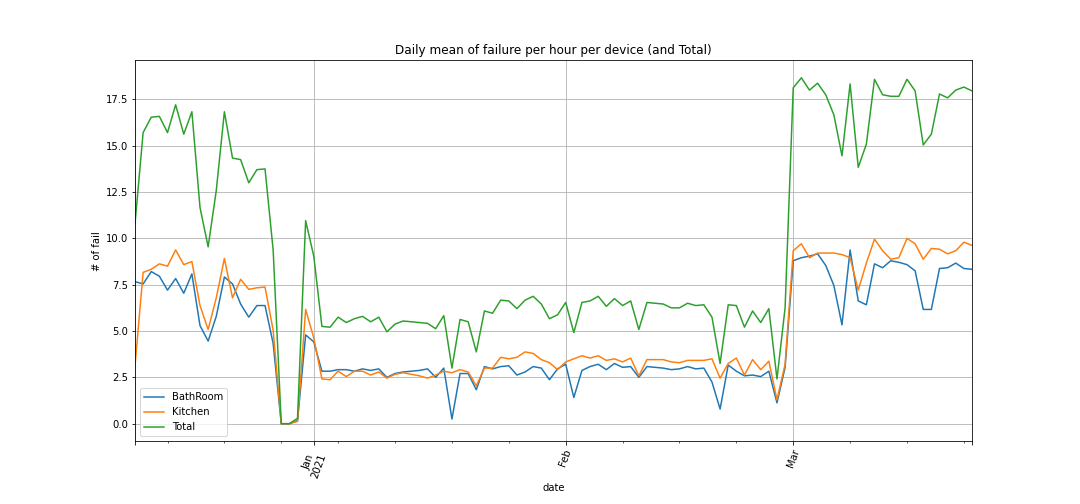 Daily mean of failure per hour per device (and Total)
# of fail
17.5
15.0
12.5
10.0
7.5
5.0
2.5
0.0
BathRoom
Kitchen
Total
Jan
2021
Feb
Mar
date